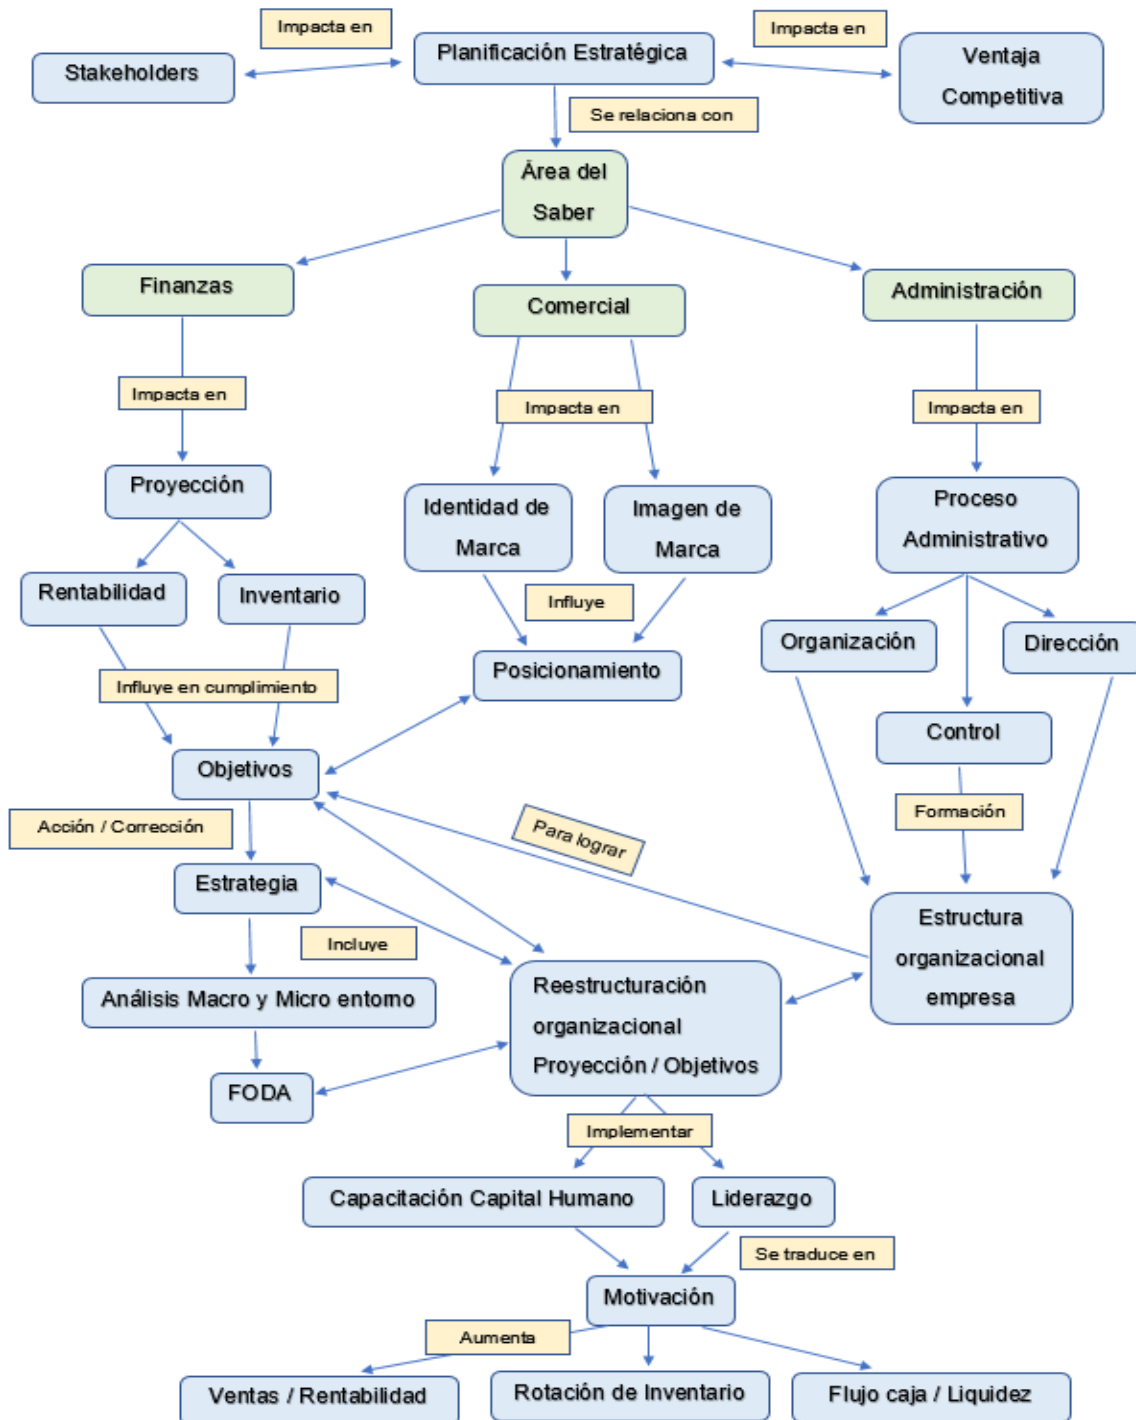 Impacta en
Impacta en
Stakeholders
Planificación Estratégica
Ventaja
Competitiva
Se relaciona con
Área del
Saber
Finanzas
Comercial
Administración
Impacta en
Impacta en
Impacta en
Proyección
Identidad de
Marca
Imagen de
Marca
Proceso
Administrativo
Rentabilidad
Inventario
Influye
Organización
Dirección
Influye en cumplimiento
Posicionamiento
Control
Objetivos
Acción / Corrección
Para lograr
Formación
Estrategia
Incluye
Estructura
organizacional
empresa
Análisis Macro y Micro entorno
Reestructuración
organizacional
Proyección / Objetivos
FODA
Implementar
Capacitación Capital Humano
Liderazgo
Se traduce en
Motivación
Aumenta
Ventas / Rentabilidad
Rotación de Inventario
Flujo caja / Liquidez